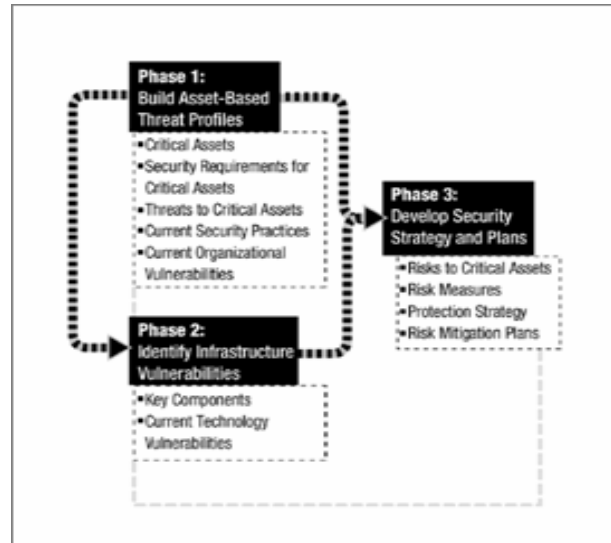 Phase 1:
Build Asset-Based
Threat Profiles
▪Critical Assets
▪Security Requirements for
Critical Assets
▪Threats to Critical Assets
▪Current Security Practices
▪Current Organizational
Vulnerabilities
Phase 2:
Identify Infrastructure
Vulnerabilities
▪Key Components
▪Current Technology
Vulnerabilities
Phase 3:
Develop Security
Strategy and Plans
▪Risks to Critical Assets
▪Risk Measures
▪Protection Strategy
▪Risk Mitigation Plans